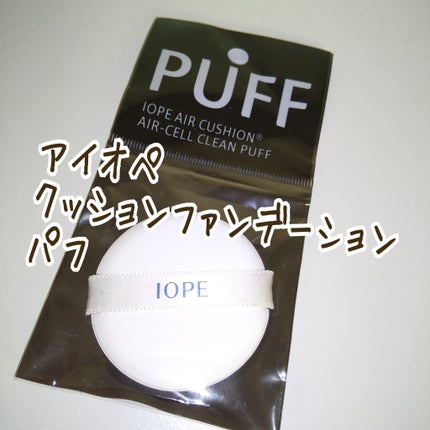 PUFF
IOPE AIR CUSHION®
AIR-CELL CLEAN PUFF
アイオペ
クッションファンデーション
パフ
IOPE